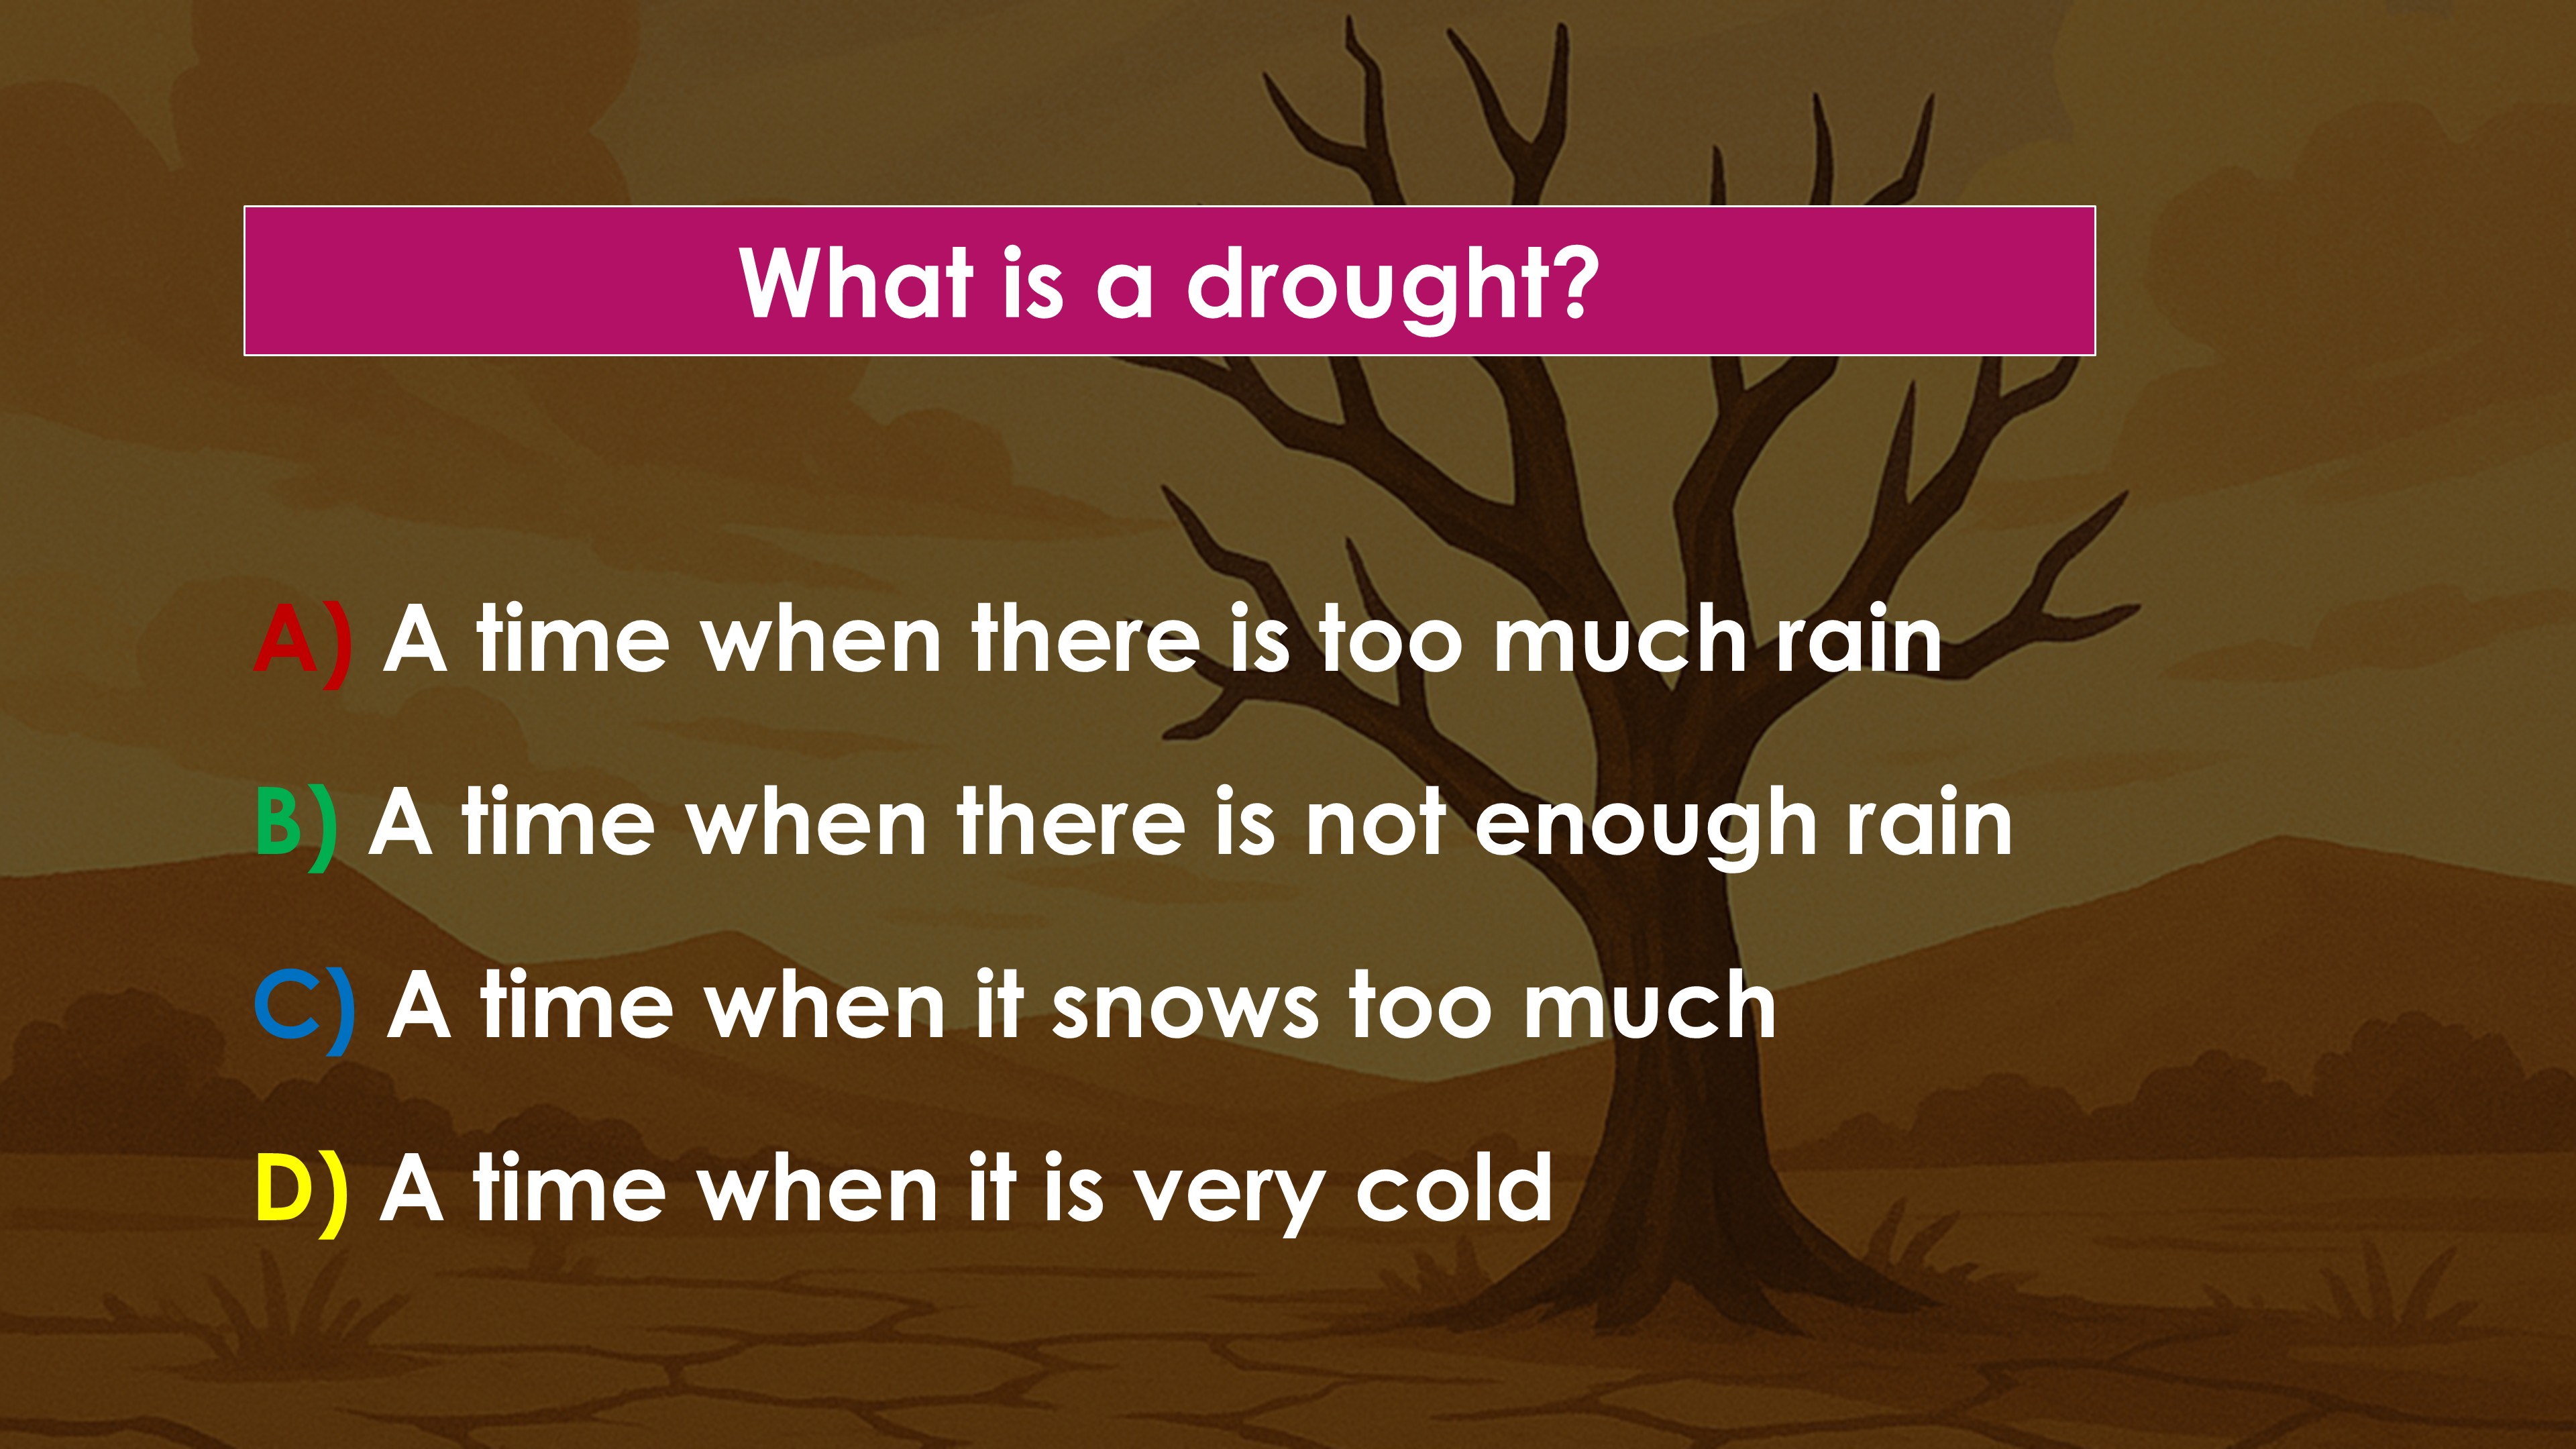 What is a drought?
A) A time when there is too much rain
B) A time when there is not enough rain
C) A time when it snows too much
D) A time when it is very cold